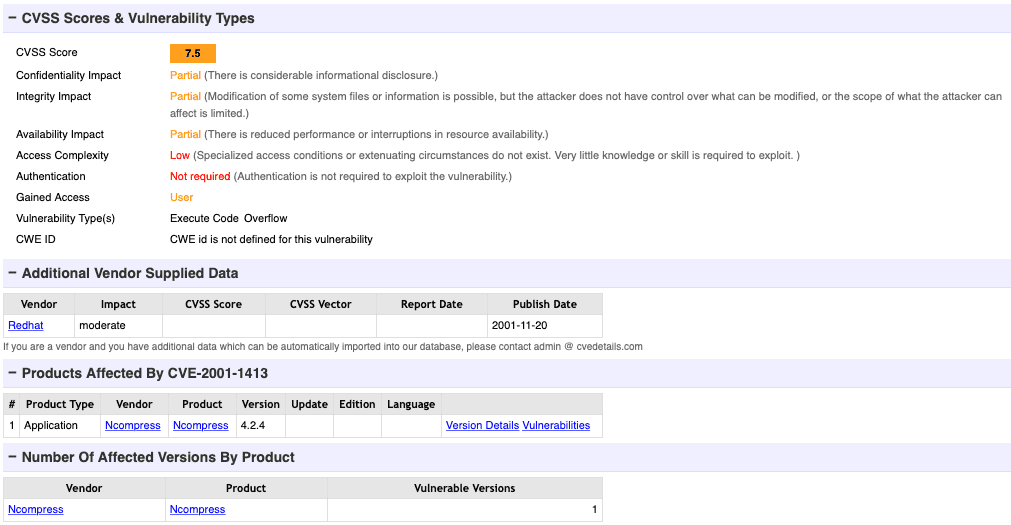 − CVSS Scores & Vulnerability Types
CVSS Score 7.5
Confidentiality Impact Partial (There is considerable informational disclosure.)
Integrity Impact Partial (Modification of some system files or information is possible, but the attacker does not have control over what can be modified, or the scope of what the attacker can
affect is limited.)
Availability Impact Partial (There is reduced performance or interruptions in resource availability.)
Access Complexity Low (Specialized access conditions or extenuating circumstances do not exist. Very little knowledge or skill is required to exploit. )
Authentication Not required (Authentication is not required to exploit the vulnerability.)
Gained Access User
Vulnerability Type(s) Execute Code Overflow
CWE ID CWE id is not defined for this vulnerability
− Additional Vendor Supplied Data
Vendor Impact CVSS Score CVSS Vector Report Date Publish Date
Redhat moderate 2001-11-20
If you are a vendor and you have additional data which can be automatically imported into our database, please contact admin @ cvedetails.com
− Products Affected By CVE-2001-1413
# Product Type Vendor Product Version Update Edition Language
1 Application Ncompress Ncompress 4.2.4 Version Details Vulnerabilities
− Number Of Affected Versions By Product
Vendor Product Vulnerable Versions
Ncompress Ncompress 1